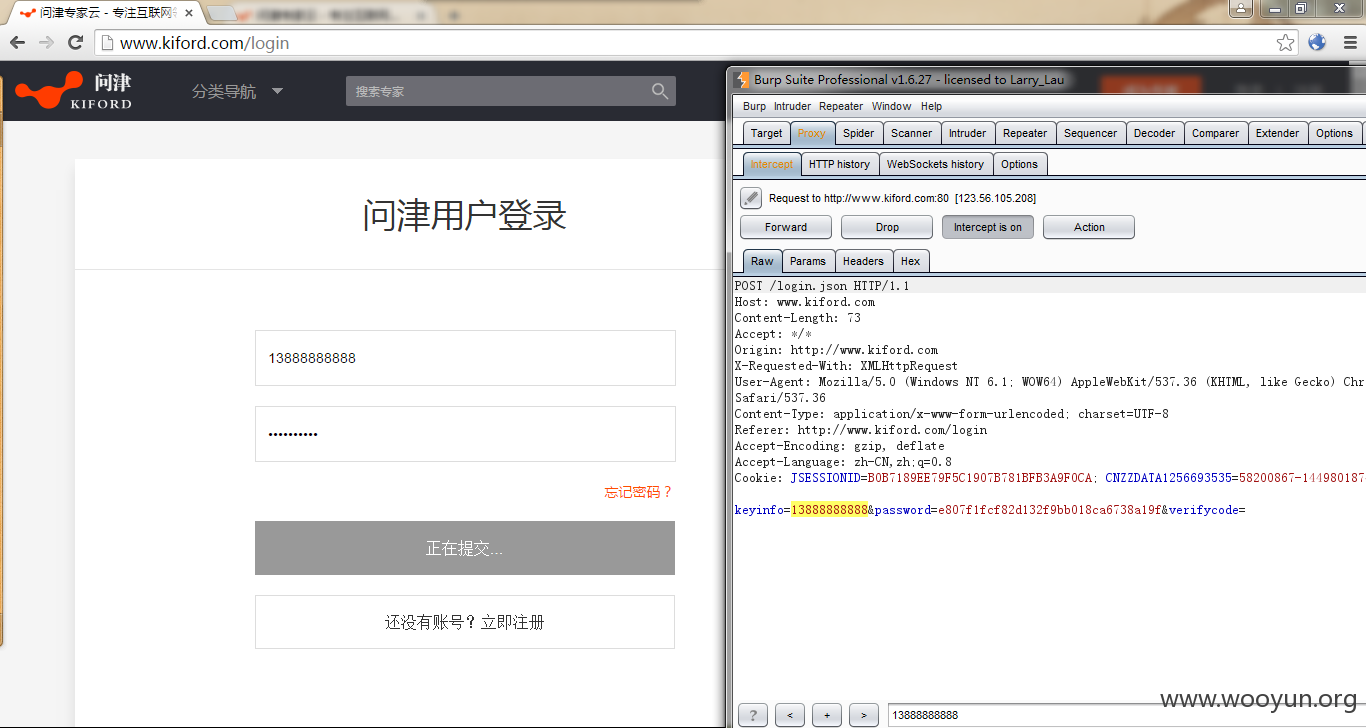 问津专家云 - 专注互联网
www.kiford.com/login
问津
KIFORD
分类导航
搜索专家
问津用户登录
13888888888
••••••••••
忘记密码？
正在提交...
还没有账号？立即注册
Burp Suite Professional v1.6.27 - licensed to Larry_Lau
Burp Intruder Repeater Window Help
Target Proxy Spider Scanner Intruder Repeater Sequencer Decoder Comparer Extender Options
Intercept HTTP history WebSockets history Options
Request to http://www.kiford.com:80 [123.56.105.208]
Forward Drop Intercept is on Action
Raw Params Headers Hex
POST /login.json HTTP/1.1
Host: www.kiford.com
Content-Length: 73
Accept: */*
Origin: http://www.kiford.com
X-Requested-With: XMLHttpRequest
User-Agent: Mozilla/5.0 (Windows NT 6.1; WOW64) AppleWebKit/537.36 (KHTML, like Gecko) Chr
Safari/537.36
Content-Type: application/x-www-form-urlencoded; charset=UTF-8
Referer: http://www.kiford.com/login
Accept-Encoding: gzip, deflate
Accept-Language: zh-CN,zh;q=0.8
Cookie: JSESSIONID=B0B7189EE79F5C1907B781BFB3A9F0CA; CNZZDATA1256693535=58200867-144980187
keyinfo=13888888888&password=e807f1fcf82d132f9bb018ca6738a19f&verifycode=
? < + > 13888888888
www.wooyun.org